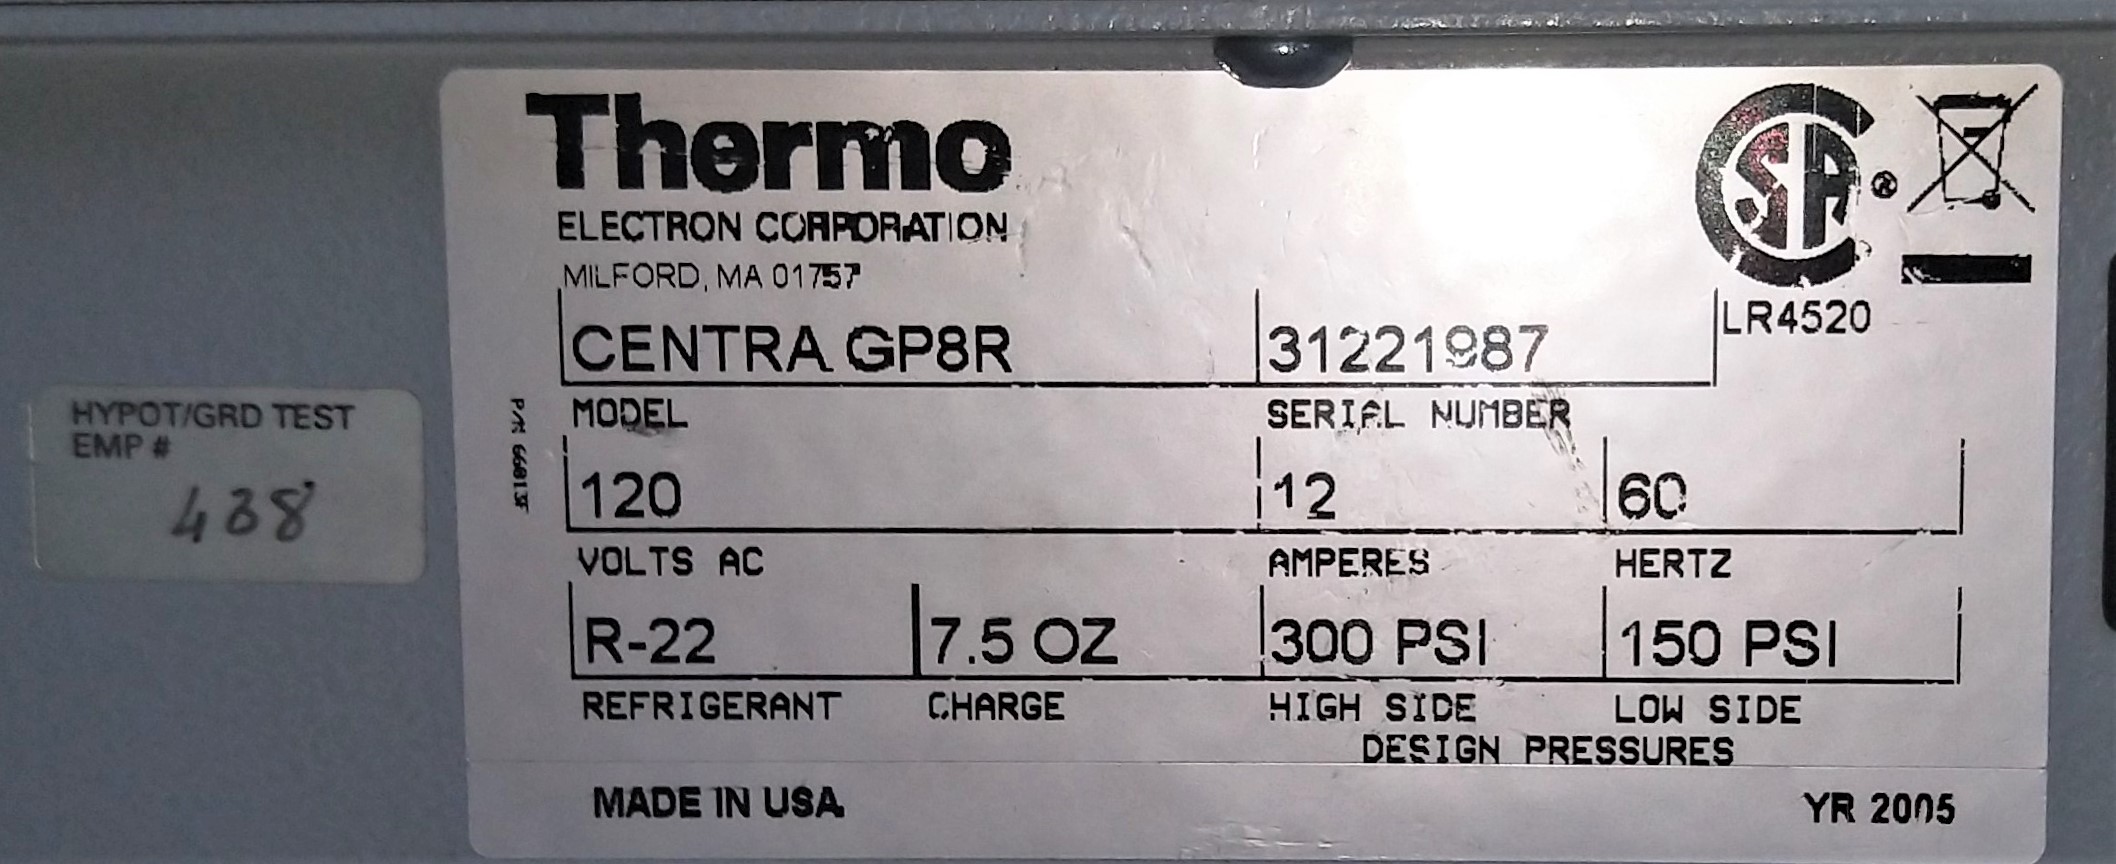 Thermo
ELECTRON CORPORATION
MILFORD, MA 01757
CSA ®
LR4520
CENTRA GP8R 31221987
MODEL SERIAL NUMBER
120 12 60
VOLTS AC AMPERES HERTZ
R-22 7.5 OZ 300 PSI 150 PSI
REFRIGERANT CHARGE HIGH SIDE LOW SIDE
DESIGN PRESSURES
MADE IN USA YR 2005
HYPOT/GRD TEST
EMP #
438
P/N